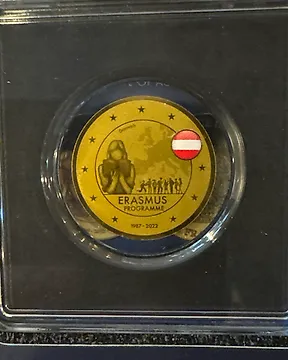 ERASMUS
PROGRAMME
1987 - 2022